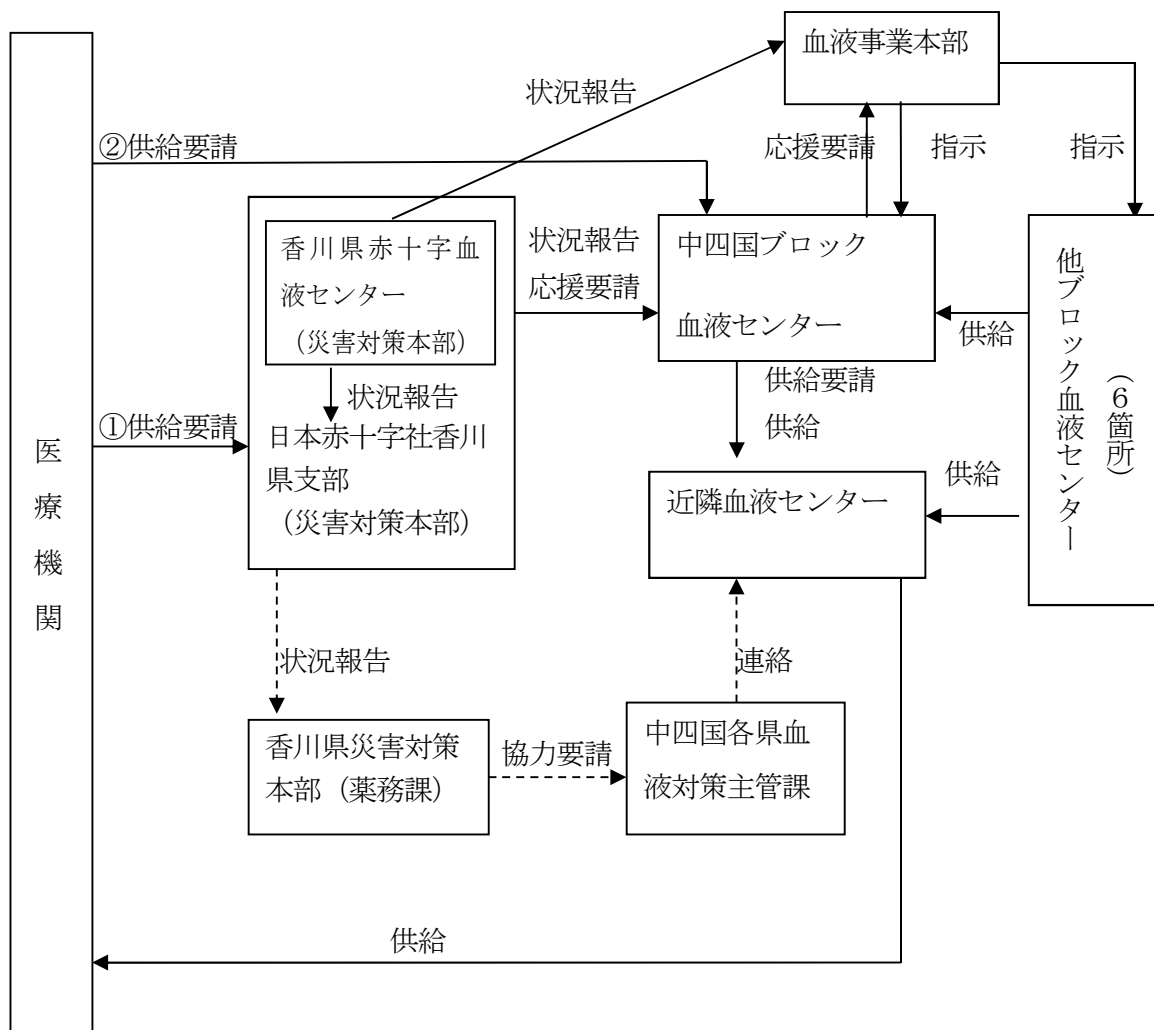 血液事業本部
状況報告
②供給要請
応援要請
指示
指示
香川県赤十字血
液センター
（災害対策本部）
状況報告
応援要請
中四国ブロック
血液センター
他ブロック血液センター
（６箇所）
供給
状況報告
供給要請
供給
①供給要請
日本赤十字社香川
県支部
（災害対策本部）
近隣血液センター
供給
医療機関
状況報告
連絡
香川県災害対策
本部（薬務課）
協力要請
中四国各県血
液対策主管課
供給